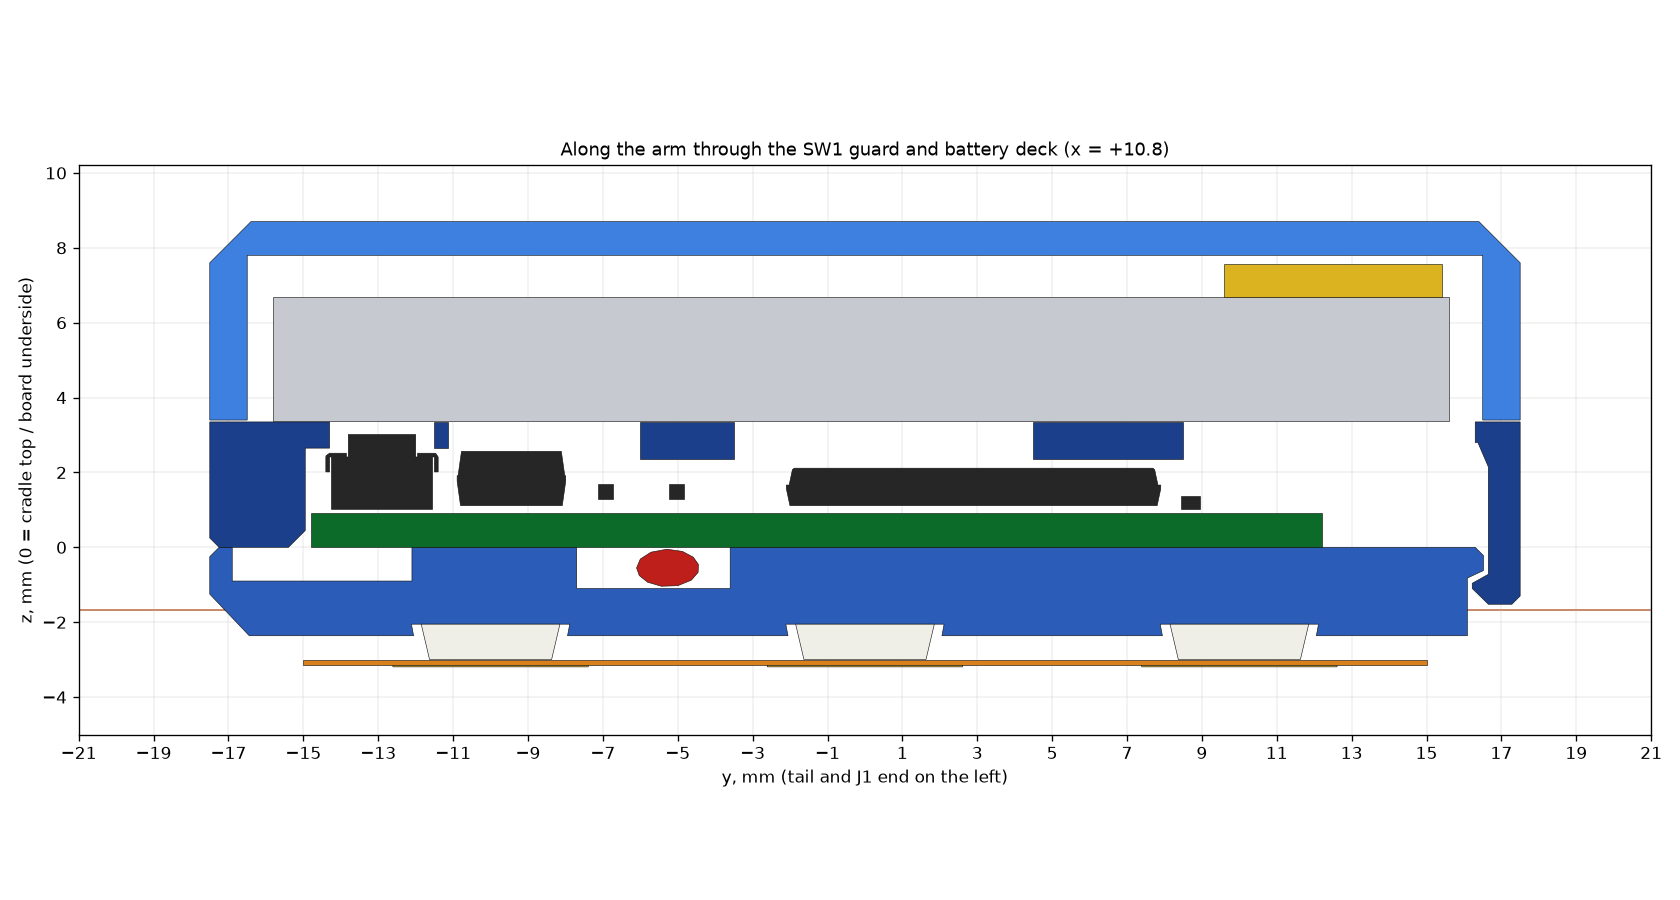 Along the arm through the SW1 guard and battery deck (x = +10.8)
10
8
6
4
2
0
−2
−4
z, mm (0 = cradle top / board underside)
−21 −19 −17 −15 −13 −11 −9 −7 −5 −3 −1 1 3 5 7 9 11 13 15 17 19 21
y, mm (tail and J1 end on the left)